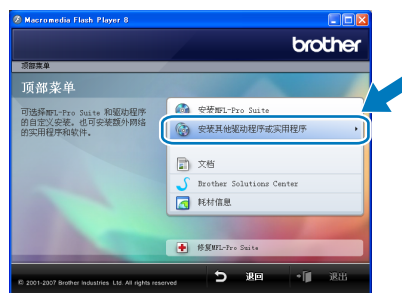 Macromedia Flash Player 8
brother
顶部菜单
顶部菜单
可选择MFL-Pro Suite 和驱动程序
的自定义安装。也可安装额外网络
的实用程序和软件。
安装MFL-Pro Suite
安装其他驱动程序或实用程序
文档
Brother Solutions Center
耗材信息
修复MFL-Pro Suite
© 2001-2007 Brother Industries Ltd. All rights reserved
退回
退出